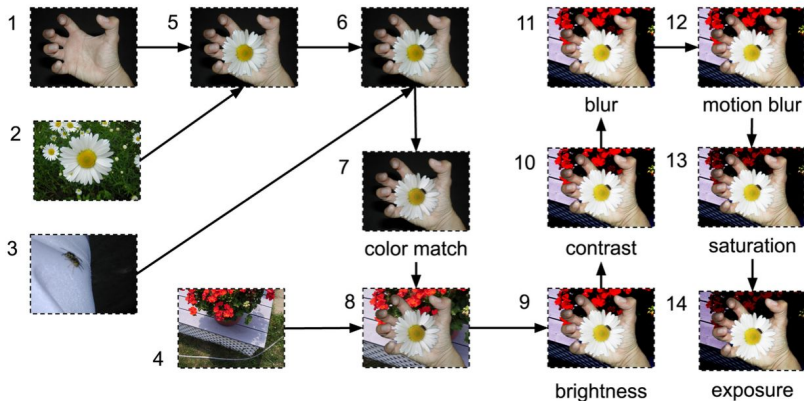 1
5
6
11
12
blur
motion blur
2
7
10
13
3
color match
contrast
saturation
4
8
9
14
brightness
exposure